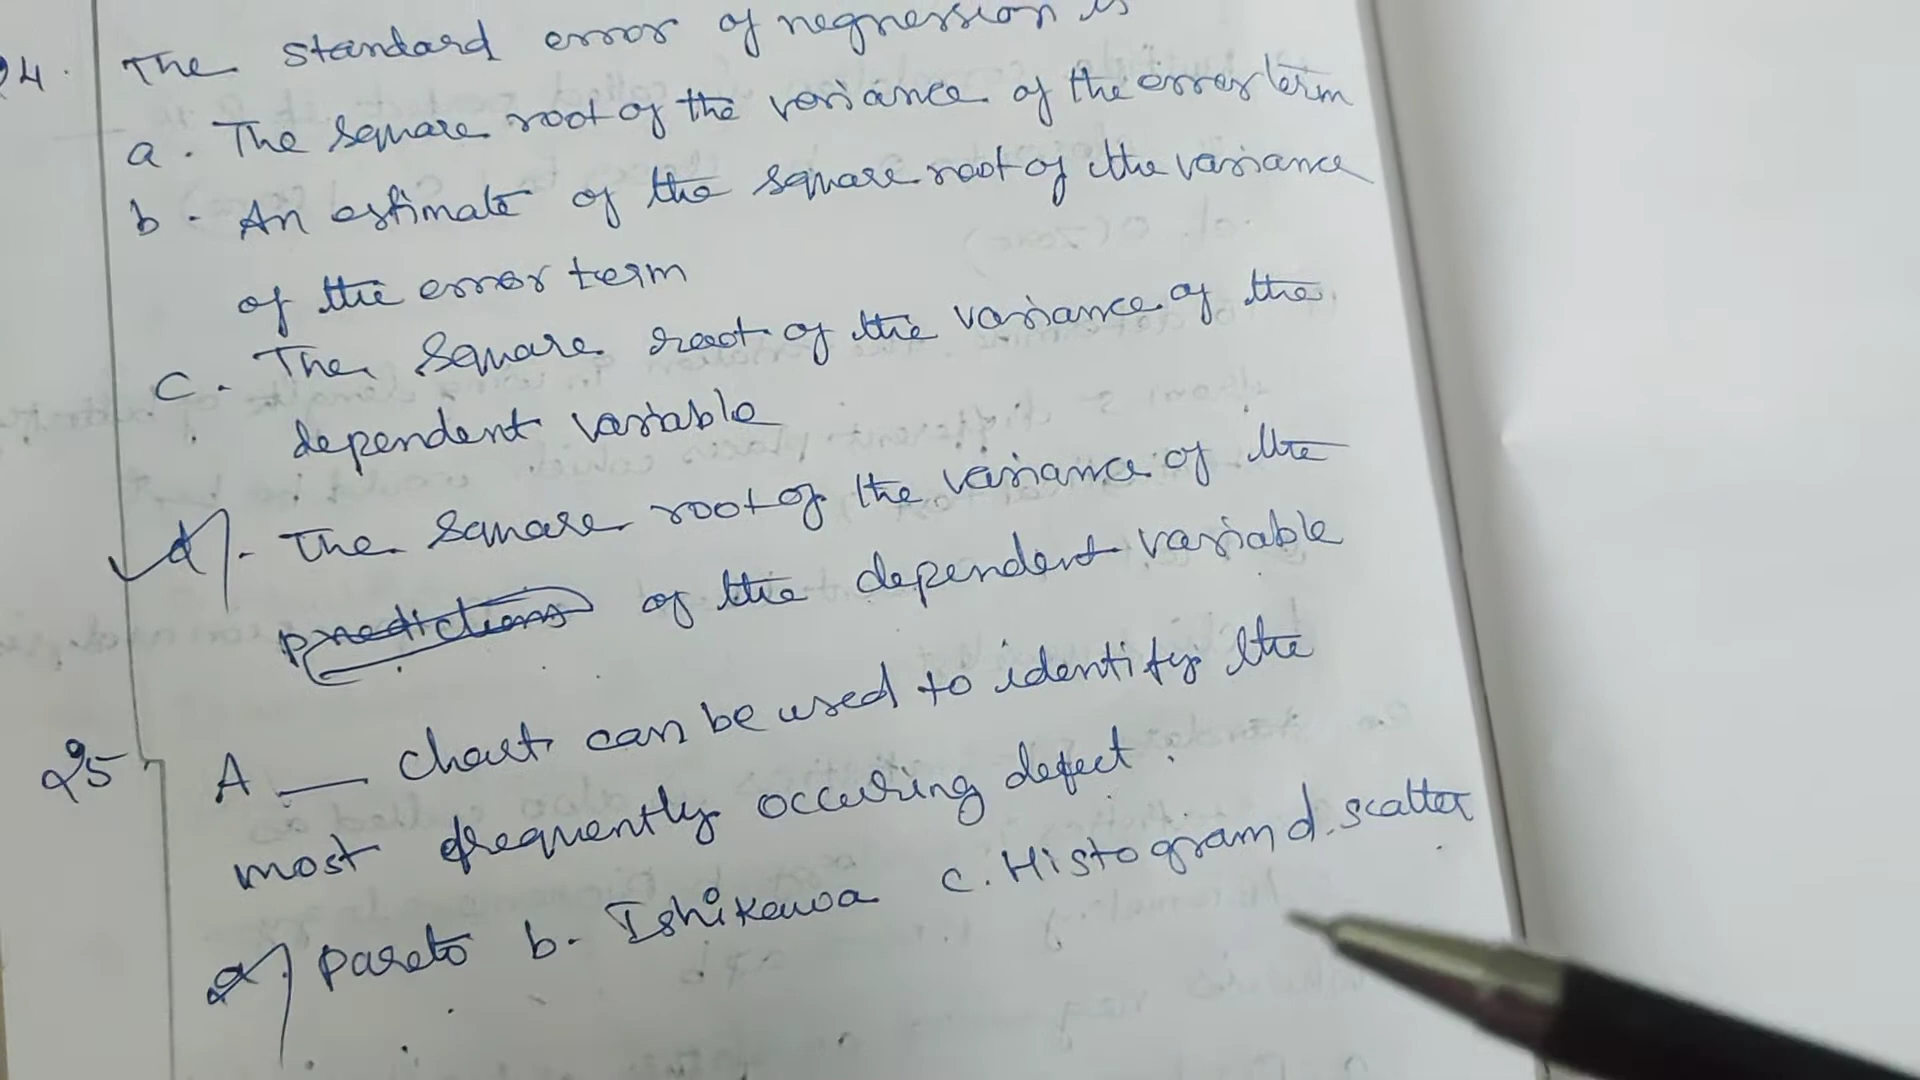 24. The standard error of regression is
a. The square root of the variance of the error term
b. An estimate of the square root of the variance
of the error term
c. The square root of the variance of the
dependent variable
d. The square root of the variance of the
predictions of the dependent variable
25 A __ chart can be used to identify the
most frequently occuring defect.
a) pareto b. Ishikawa c. Histogram d. scatter